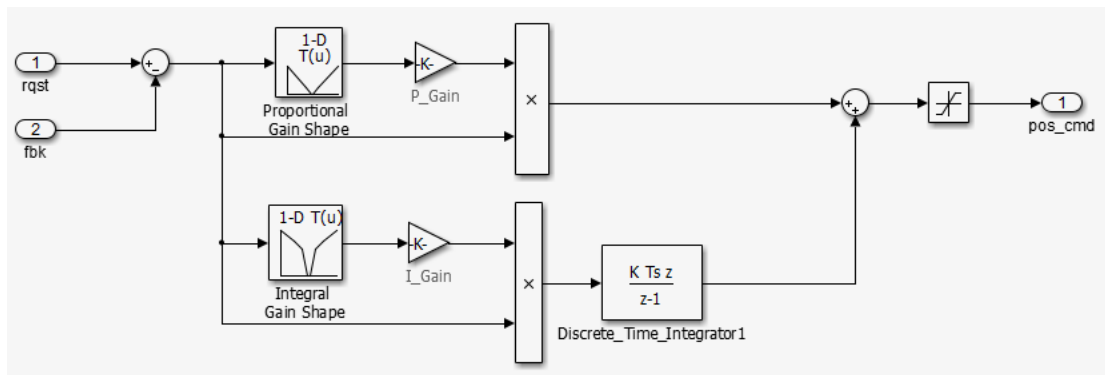 1
rqst
2
fbk
+
−
1-D
T(u)
Proportional
Gain Shape
-K-
P_Gain
×
1-D T(u)
Integral
Gain Shape
-K-
I_Gain
×
K Ts z
z-1
Discrete_Time_Integrator1
+
+
1
pos_cmd